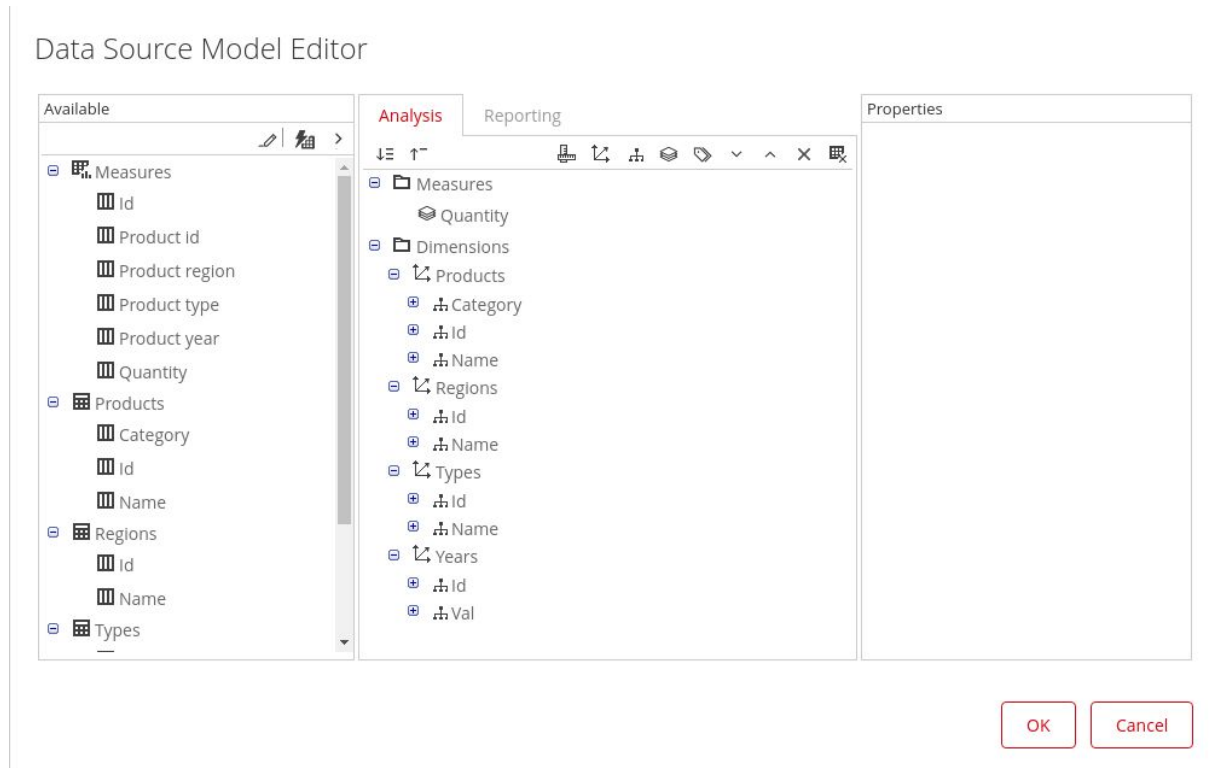 Data Source Model Editor
Available
Measures
Id
Product id
Product region
Product type
Product year
Quantity
Products
Category
Id
Name
Regions
Id
Name
Types
Analysis
Reporting
Measures
Quantity
Dimensions
Products
Category
Id
Name
Regions
Id
Name
Types
Id
Name
Years
Id
Val
Properties
OK
Cancel